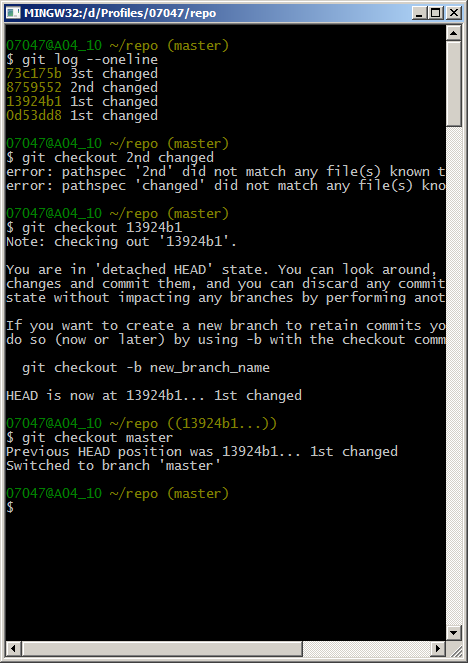 MINGW32:/d/Profiles/07047/repo
07047@A04_10 ~/repo (master)
$ git log --oneline
73c175b 3st changed
8759552 2nd changed
13924b1 1st changed
0d53dd8 1st changed
07047@A04_10 ~/repo (master)
$ git checkout 2nd changed
error: pathspec '2nd' did not match any file(s) known t
error: pathspec 'changed' did not match any file(s) kno
07047@A04_10 ~/repo (master)
$ git checkout 13924b1
Note: checking out '13924b1'.
You are in 'detached HEAD' state. You can look around,
changes and commit them, and you can discard any commit
state without impacting any branches by performing anot
If you want to create a new branch to retain commits yo
do so (now or later) by using -b with the checkout comm
git checkout -b new_branch_name
HEAD is now at 13924b1... 1st changed
07047@A04_10 ~/repo ((13924b1...))
$ git checkout master
Previous HEAD position was 13924b1... 1st changed
Switched to branch 'master'
07047@A04_10 ~/repo (master)
$